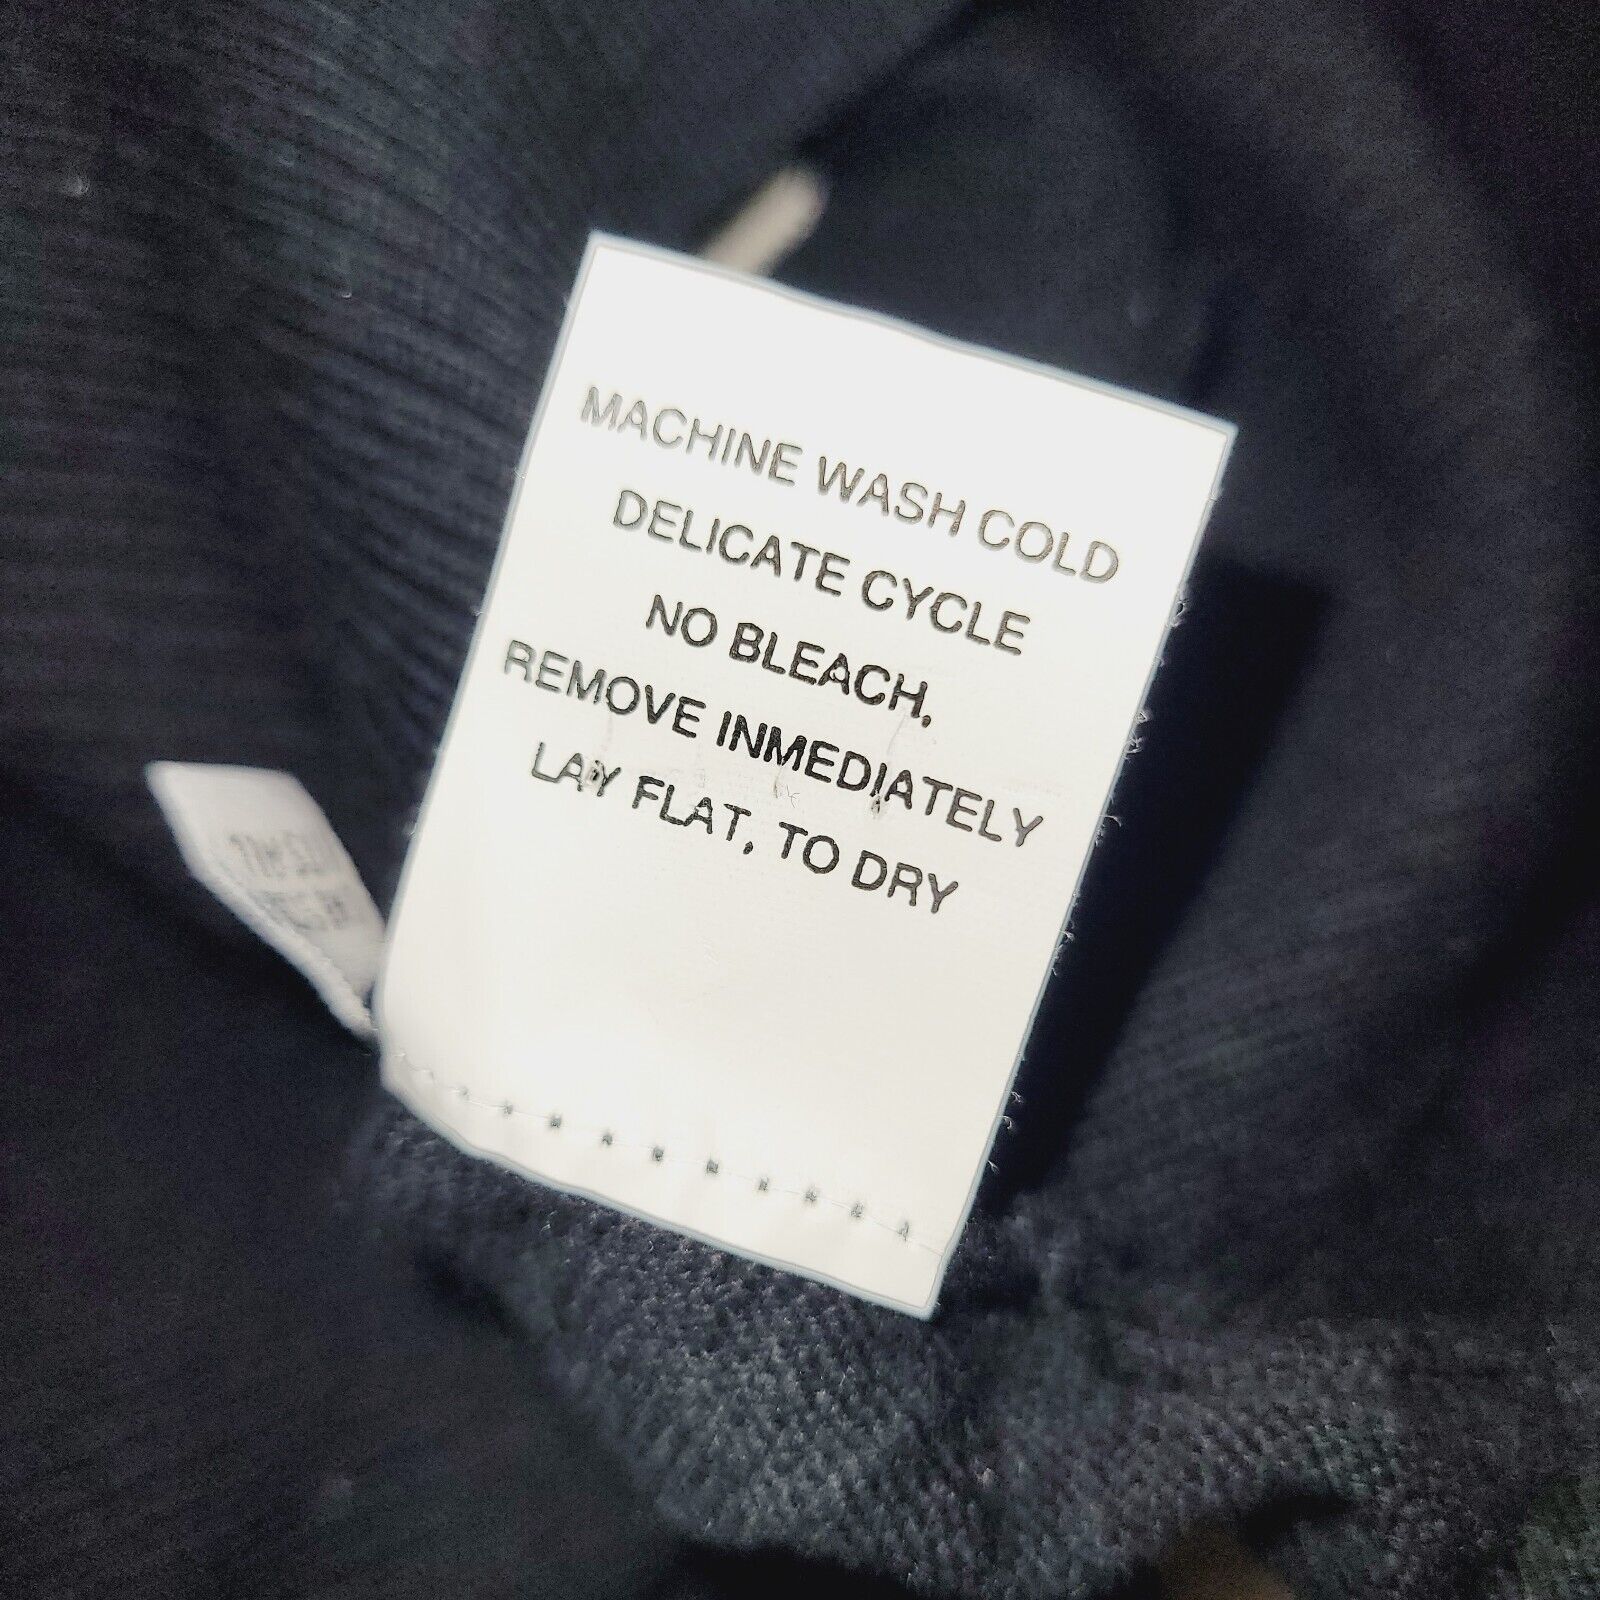 MACHINE WASH COLD
DELICATE CYCLE
NO BLEACH,
REMOVE INMEDIATELY
LAY FLAT, TO DRY